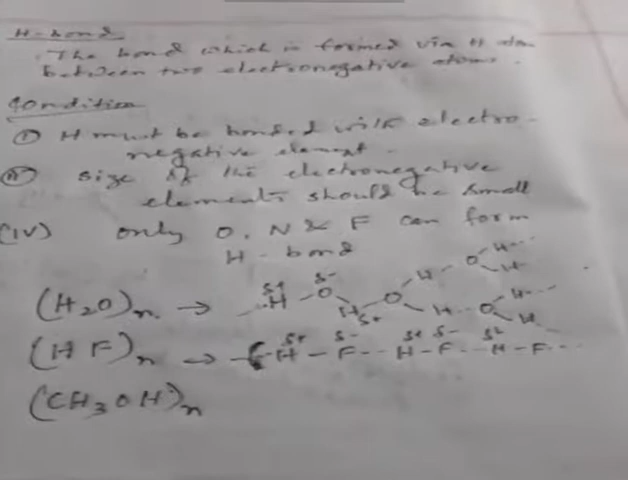 H-bond
The bond which is formed via H atom
between two electronegative atoms.
Condition
(i) H must be bonded with electro-
negative element.
(ii) size of the electronegative
elements should be small
(iv) only O, N & F can form
H-bond
(H₂O)n → δ+ H – δ- O H δ+ O H H O H O H H
(HF)n → δ+ H – δ- F -- δ+ H – δ- F -- δ+ H – F ---
(CH₃OH)n